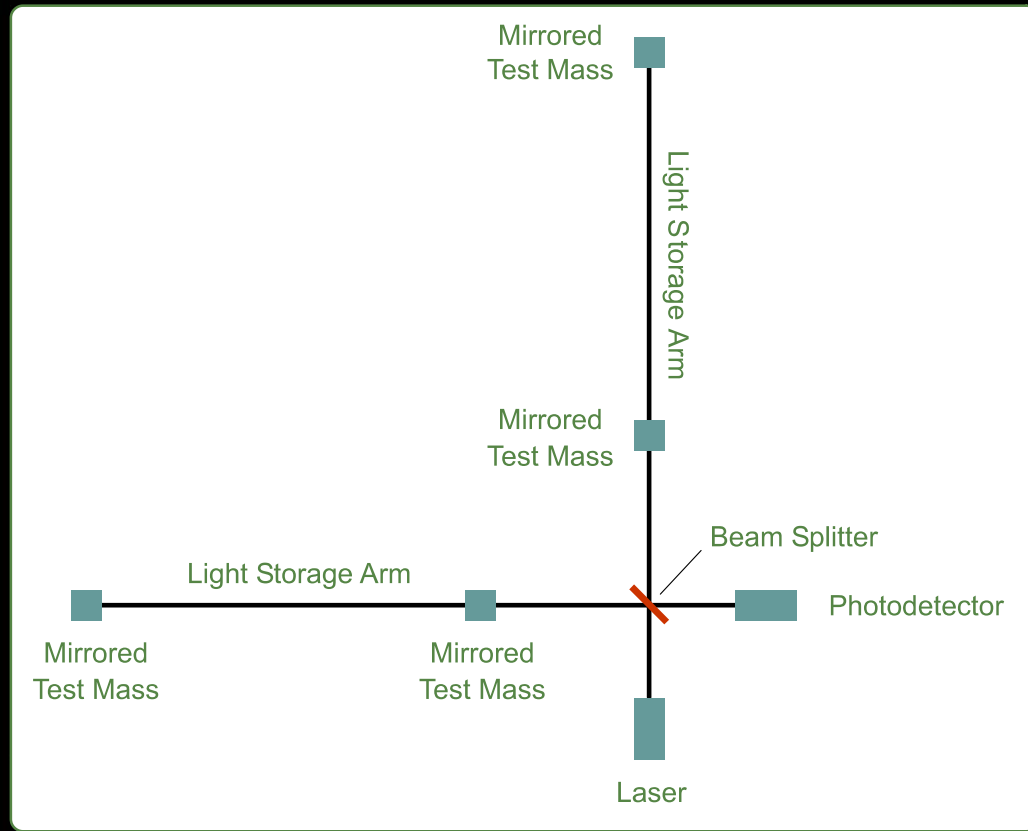 Mirrored
Test Mass
Light Storage Arm
Mirrored
Test Mass
Beam Splitter
Light Storage Arm
Photodetector
Mirrored
Test Mass
Mirrored
Test Mass
Laser